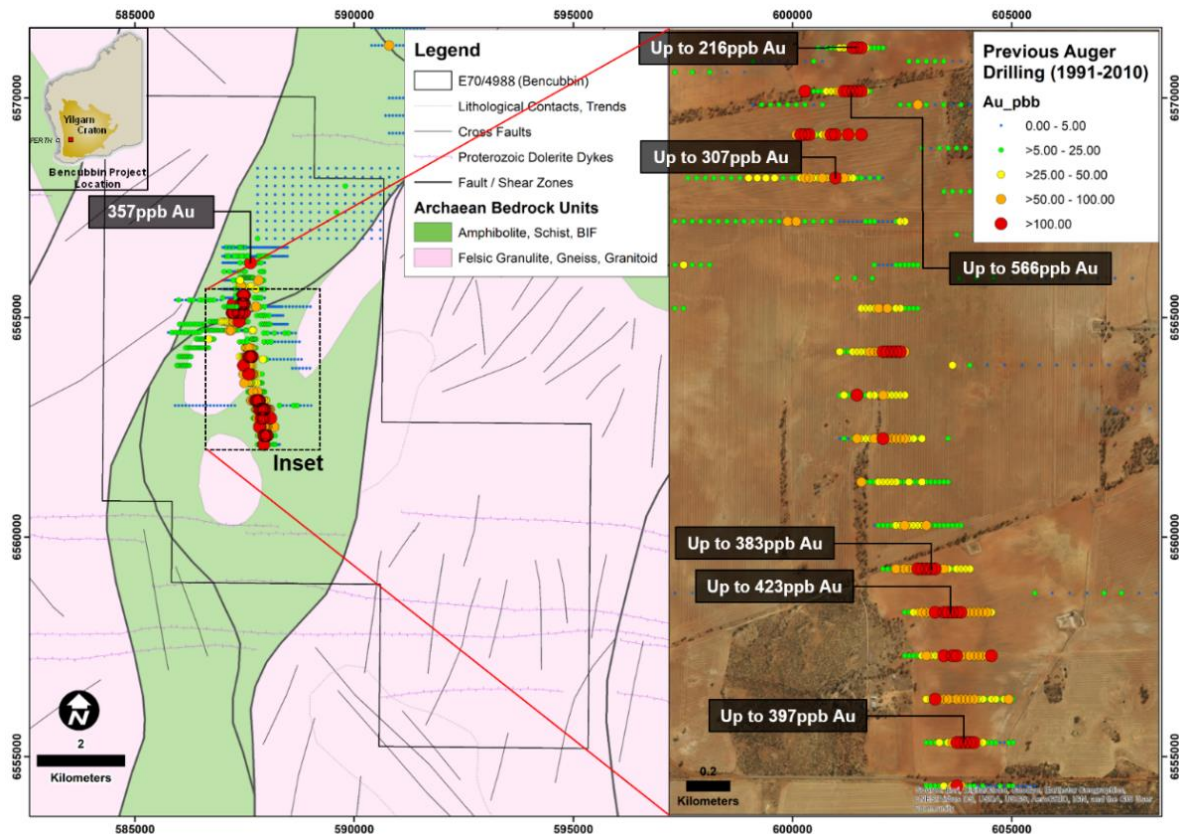 585000
590000
595000
600000
605000
6570000
6565000
6560000
6555000
Yilgarn
Craton
PERTH
Bencubbin Project
Location
357ppb Au
Legend
E70/4988 (Bencubbin)
Lithological Contacts, Trends
Cross Faults
Proterozoic Dolerite Dykes
Fault / Shear Zones
Archaean Bedrock Units
Amphibolite, Schist, BIF
Felsic Granulite, Gneiss, Granitoid
Inset
N
2
Kilometers
Up to 216ppb Au
Up to 307ppb Au
Up to 566ppb Au
Up to 383ppb Au
Up to 423ppb Au
Up to 397ppb Au
Previous Auger
Drilling (1991-2010)
Au_pbb
0.00 - 5.00
>5.00 - 25.00
>25.00 - 50.00
>50.00 - 100.00
>100.00
0.2
Kilometers
6570000
6565000
6560000
6555000
585000
590000
595000
600000
605000